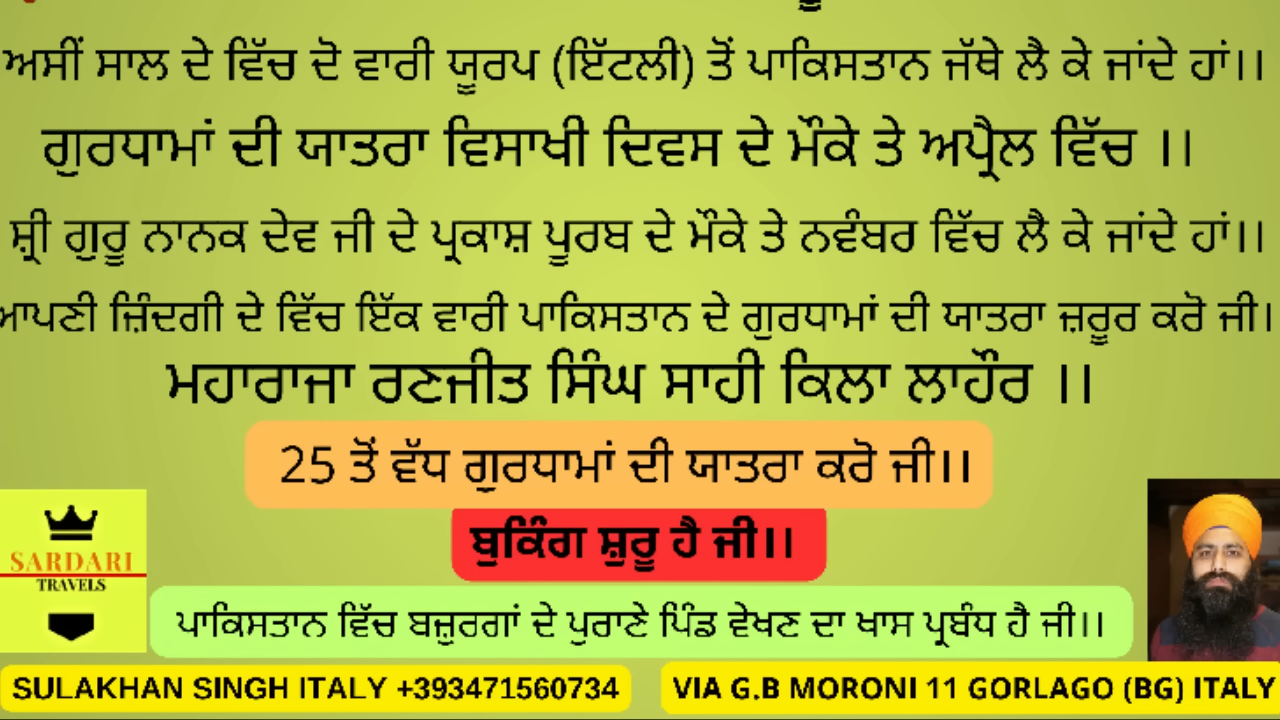 ਅਸੀਂ ਸਾਲ ਦੇ ਵਿੱਚ ਦੋ ਵਾਰੀ ਯੂਰਪ (ਇੱਟਲੀ) ਤੋਂ ਪਾਕਿਸਤਾਨ ਜੱਥੇ ਲੈ ਕੇ ਜਾਂਦੇ ਹਾਂ।।
ਗੁਰਧਾਮਾਂ ਦੀ ਯਾਤਰਾ ਵਿਸਾਖੀ ਦਿਵਸ ਦੇ ਮੌਕੇ ਤੇ ਅਪ੍ਰੈਲ ਵਿੱਚ ।।
ਸ਼੍ਰੀ ਗੁਰੂ ਨਾਨਕ ਦੇਵ ਜੀ ਦੇ ਪ੍ਰਕਾਸ਼ ਪੂਰਬ ਦੇ ਮੌਕੇ ਤੇ ਨਵੰਬਰ ਵਿੱਚ ਲੈ ਕੇ ਜਾਂਦੇ ਹਾਂ।।
ਆਪਣੀ ਜ਼ਿੰਦਗੀ ਦੇ ਵਿੱਚ ਇੱਕ ਵਾਰੀ ਪਾਕਿਸਤਾਨ ਦੇ ਗੁਰਧਾਮਾਂ ਦੀ ਯਾਤਰਾ ਜ਼ਰੂਰ ਕਰੋ ਜੀ।
ਮਹਾਰਾਜਾ ਰਣਜੀਤ ਸਿੰਘ ਸਾਹੀ ਕਿਲਾ ਲਾਹੌਰ ।।
25 ਤੋਂ ਵੱਧ ਗੁਰਧਾਮਾਂ ਦੀ ਯਾਤਰਾ ਕਰੋ ਜੀ।।
ਬੁਕਿੰਗ ਸ਼ੁਰੂ ਹੈ ਜੀ।।
SARDARI
TRAVELS
ਪਾਕਿਸਤਾਨ ਵਿੱਚ ਬਜ਼ੁਰਗਾਂ ਦੇ ਪੁਰਾਣੇ ਪਿੰਡ ਵੇਖਣ ਦਾ ਖਾਸ ਪ੍ਰਬੰਧ ਹੈ ਜੀ।।
SULAKHAN SINGH ITALY +393471560734
VIA G.B MORONI 11 GORLAGO (BG) ITALY